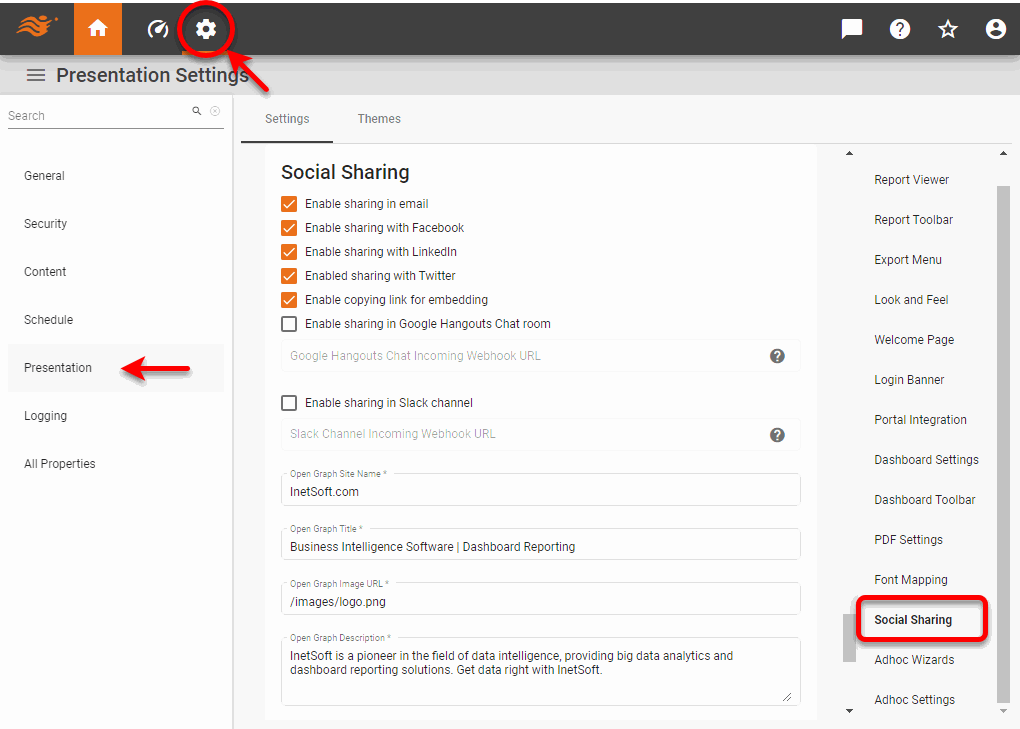 Presentation Settings
Search
General
Security
Content
Schedule
Presentation
Logging
All Properties
Settings
Themes
Social Sharing
Enable sharing in email
Enable sharing with Facebook
Enable sharing with LinkedIn
Enabled sharing with Twitter
Enable copying link for embedding
Enable sharing in Google Hangouts Chat room
Google Hangouts Chat Incoming Webhook URL
Enable sharing in Slack channel
Slack Channel Incoming Webhook URL
Open Graph Site Name *
InetSoft.com
Open Graph Title *
Business Intelligence Software | Dashboard Reporting
Open Graph Image URL *
/images/logo.png
Open Graph Description *
InetSoft is a pioneer in the field of data intelligence, providing big data analytics and
dashboard reporting solutions. Get data right with InetSoft.
Report Viewer
Report Toolbar
Export Menu
Look and Feel
Welcome Page
Login Banner
Portal Integration
Dashboard Settings
Dashboard Toolbar
PDF Settings
Font Mapping
Social Sharing
Adhoc Wizards
Adhoc Settings